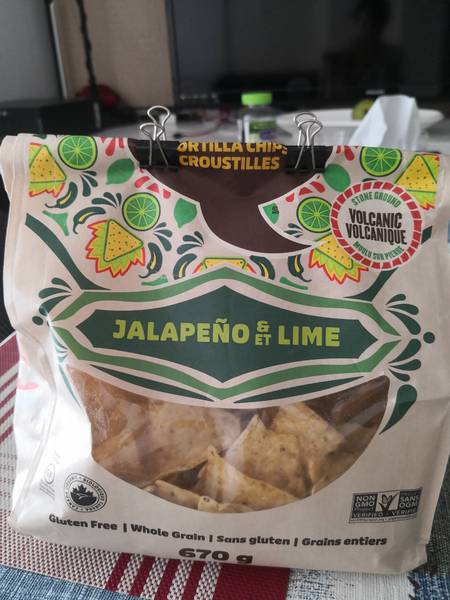 ORTILLA CHIPS
CROUSTILLES
STONE GROUND
VOLCANIC
VOLCANIQUE
MOULU SUR PIERRE
JALAPEÑO & ET LIME
NON
GMO
Project
VERIFIED
SANS
OGM
VÉRIFIÉ
Gluten Free | Whole Grain | Sans gluten | Grains entiers
670 g